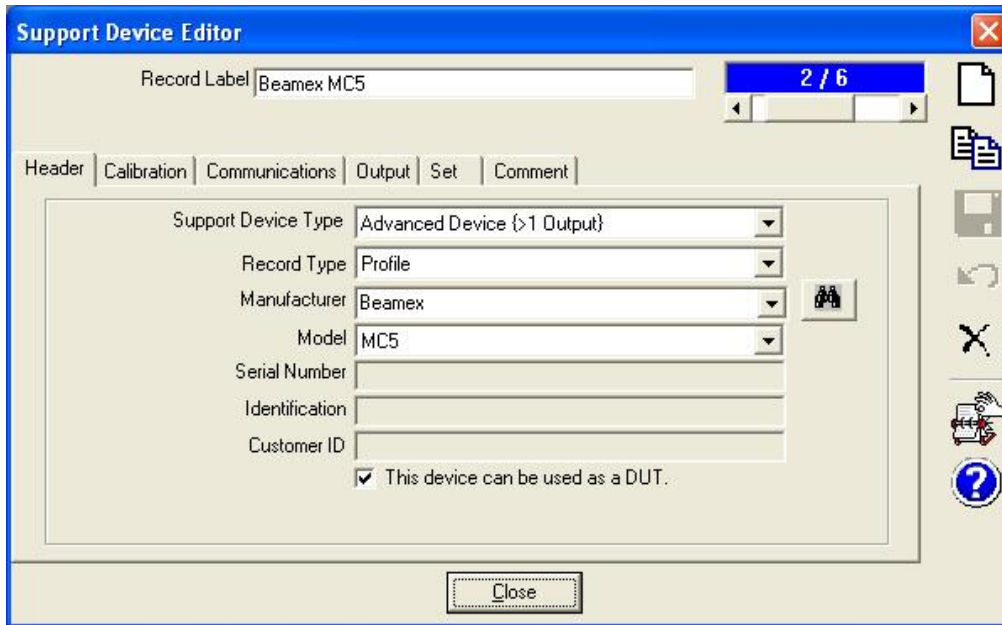 Support Device Editor
Record Label Beamex MC5
2 / 6
Header Calibration Communications Output Set Comment
Support Device Type Advanced Device {>1 Output}
Record Type Profile
Manufacturer Beamex
Model MC5
Serial Number
Identification
Customer ID
This device can be used as a DUT.
Close